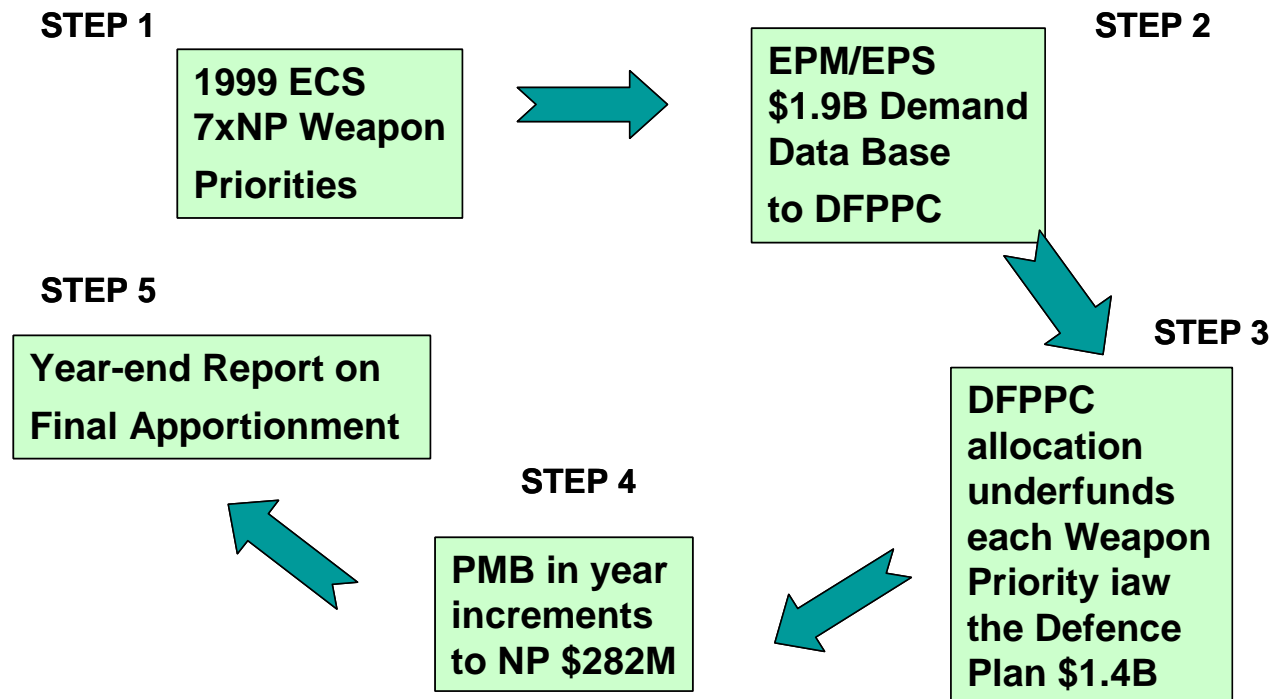 STEP 1
1999 ECS
7xNP Weapon
Priorities
STEP 2
EPM/EPS
$1.9B Demand
Data Base
to DFPPC
STEP 3
DFPPC
allocation
underfunds
each Weapon
Priority iaw
the Defence
Plan $1.4B
STEP 4
PMB in year
increments
to NP $282M
STEP 5
Year-end Report on
Final Apportionment